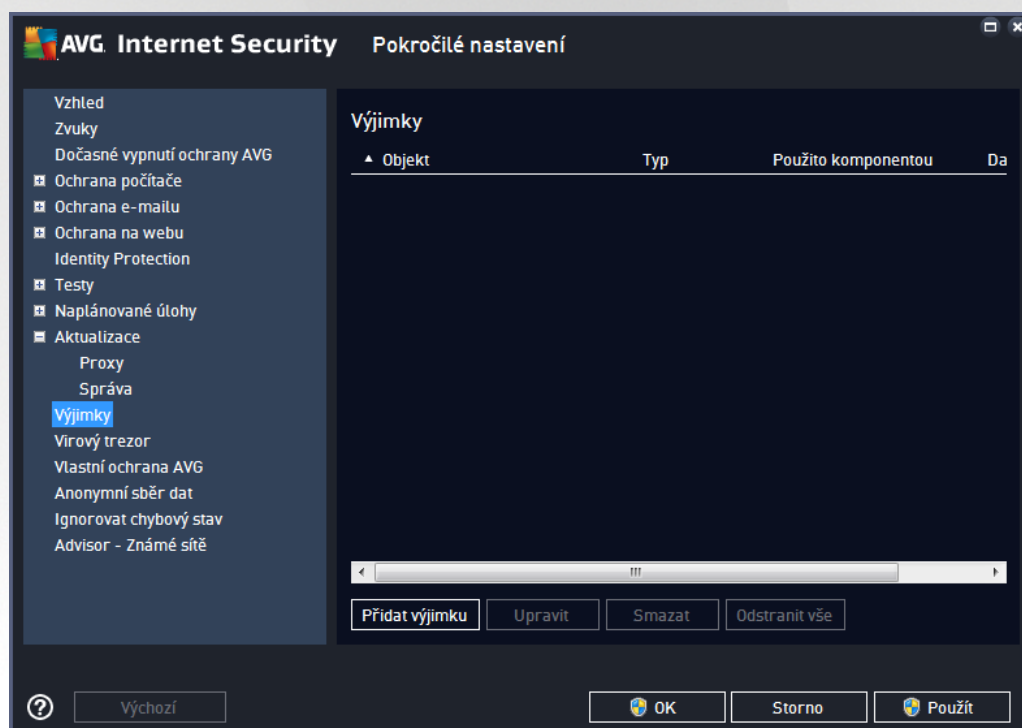 AVG. Internet Security Pokročilé nastavení
Vzhled
Zvuky
Dočasné vypnutí ochrany AVG
Ochrana počítače
Ochrana e-mailu
Ochrana na webu
Identity Protection
Testy
Naplánované úlohy
Aktualizace
Proxy
Správa
Výjimky
Virový trezor
Vlastní ochrana AVG
Anonymní sběr dat
Ignorovat chybový stav
Advisor - Známé sítě
Výjimky
Objekt Typ Použito komponentou Da
Přidat výjimku Upravit Smazat Odstranit vše
Výchozí OK Storno Použít